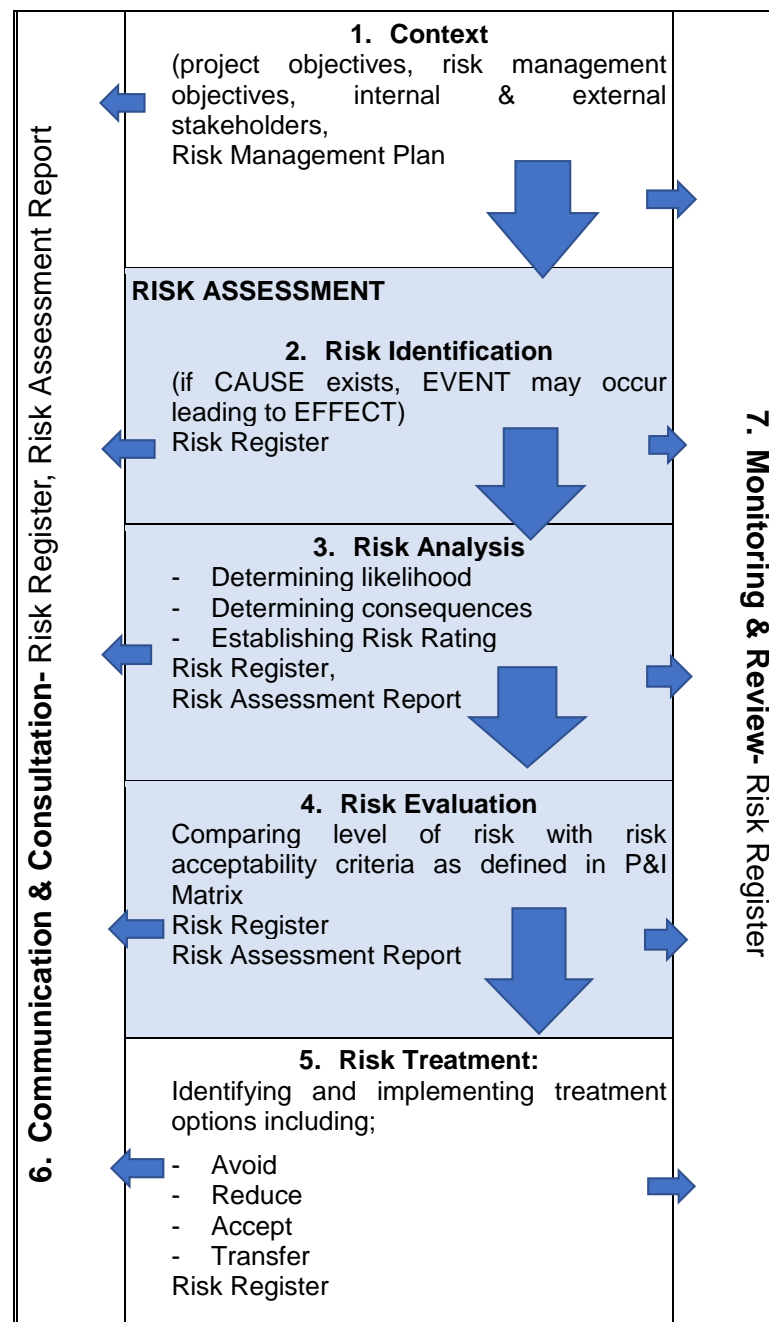 6. Communication & Consultation- Risk Register, Risk Assessment Report
1. Context
(project objectives, risk management
objectives, internal & external
stakeholders,
Risk Management Plan
RISK ASSESSMENT
2. Risk Identification
(if CAUSE exists, EVENT may occur
leading to EFFECT)
Risk Register
3. Risk Analysis
- Determining likelihood
- Determining consequences
- Establishing Risk Rating
Risk Register,
Risk Assessment Report
4. Risk Evaluation
Comparing level of risk with risk
acceptability criteria as defined in P&I
Matrix
Risk Register
Risk Assessment Report
5. Risk Treatment:
Identifying and implementing treatment
options including;
- Avoid
- Reduce
- Accept
- Transfer
Risk Register
7. Monitoring & Review- Risk Register